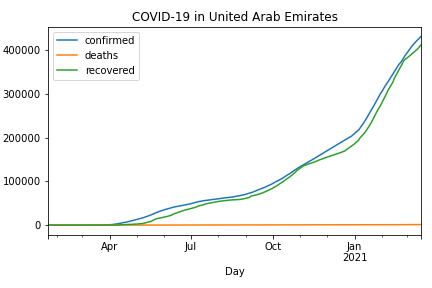 COVID-19 in United Arab Emirates
confirmed
deaths
recovered
400000
300000
200000
100000
0
Apr
Jul
Oct
Jan
2021
Day